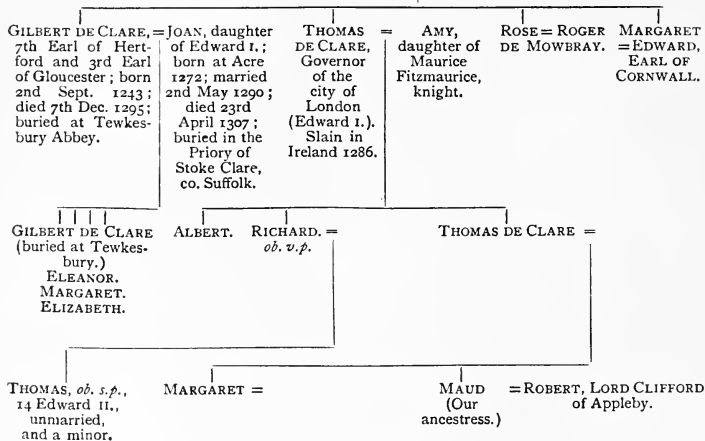 GILBERT DE CLARE, =
7th Earl of Hert-
ford and 3rd Earl
of Gloucester; born
2nd Sept. 1243;
died 7th Dec. 1295;
buried at Tewkes-
bury Abbey.
JOAN, daughter
of Edward I.;
born at Acre
1272; married
2nd May 1290;
died 23rd
April 1307;
buried in the
Priory of
Stoke Clare,
co. Suffolk.
THOMAS =
DE CLARE,
Governor
of the
city of
London
(Edward I.).
Slain in
Ireland 1286.
AMY,
daughter of
Maurice
Fitzmaurice,
knight.
ROSE = ROGER
DE MOWBRAY.
MARGARET
= EDWARD,
EARL OF
CORNWALL.
GILBERT DE CLARE
(buried at Tewkes-
bury.)
ELEANOR.
MARGARET.
ELIZABETH.
ALBERT.
RICHARD. =
ob. v.p.
THOMAS DE CLARE =
THOMAS, ob. s.p.,
14 Edward II.,
unmarried,
and a minor.
MARGARET =
MAUD
(Our
ancestress.)
= ROBERT, LORD CLIFFORD
of Appleby.